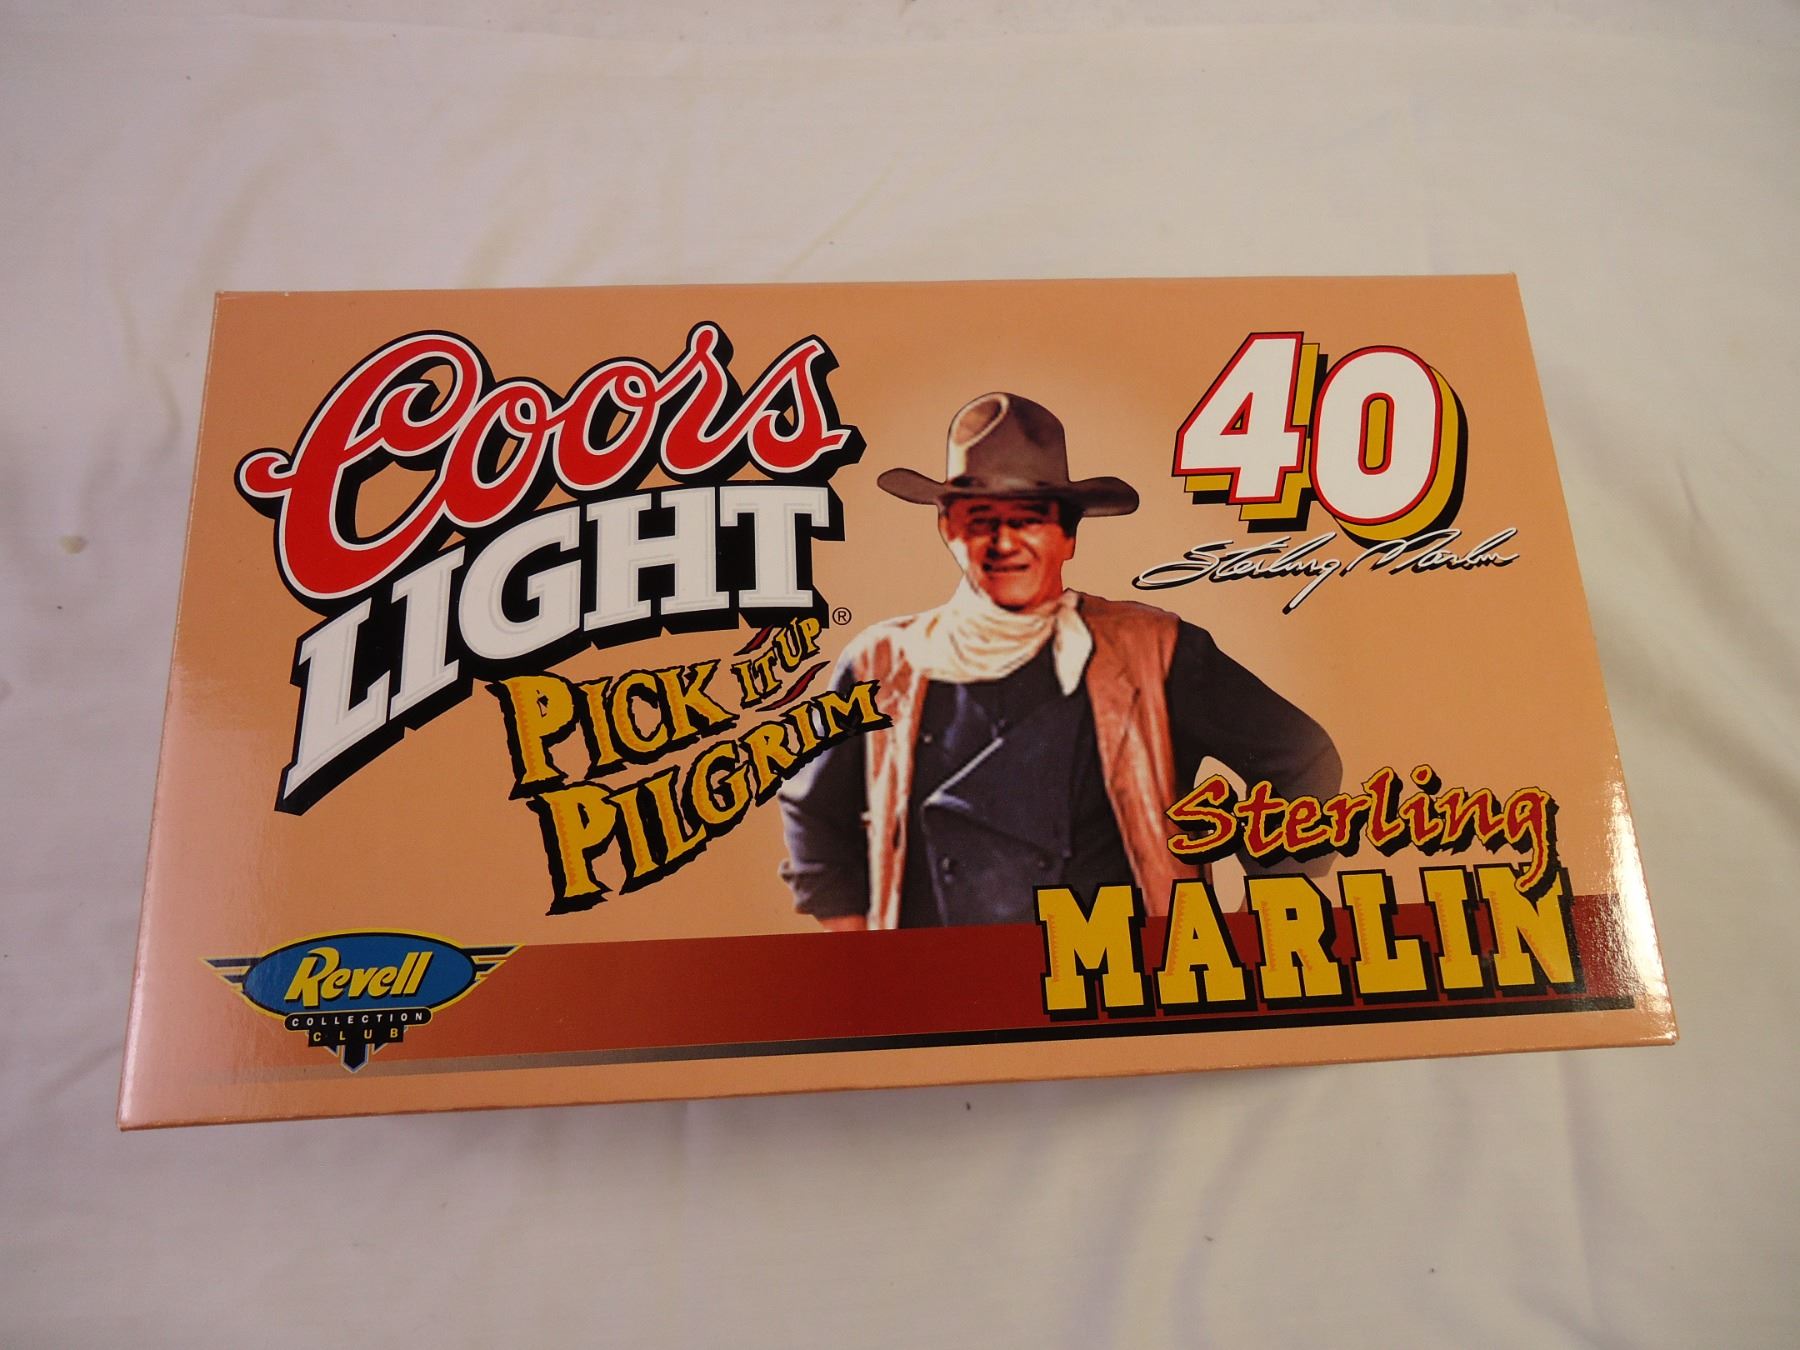 Coors
LIGHT®
PICK IT UP
PILGRIM
40
Sterling Marlin
Sterling
MARLIN
Revell
COLLECTION
CLUB